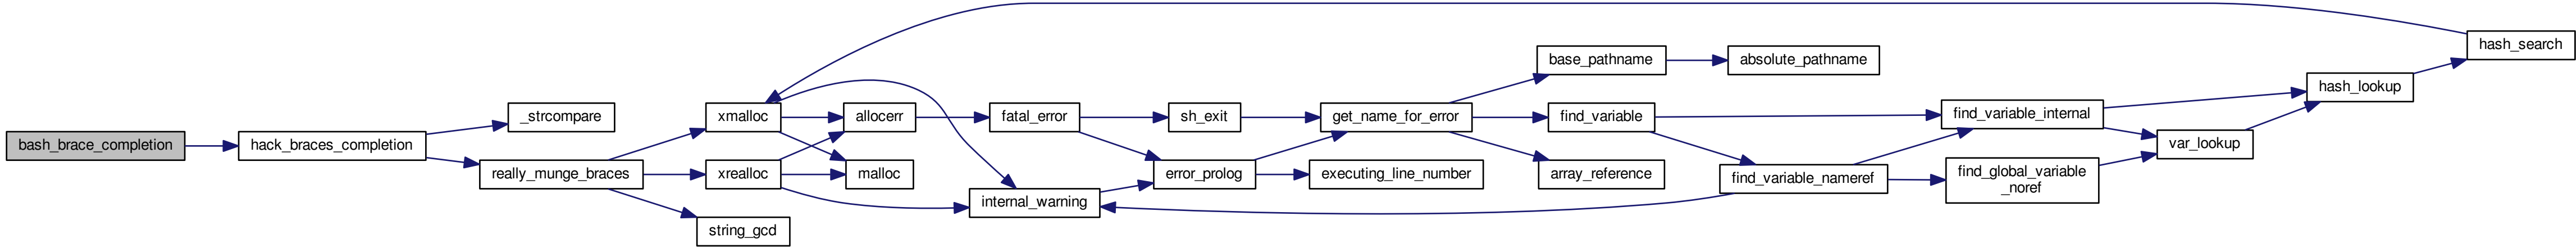 bash_brace_completion
hack_braces_completion
_strcompare
really_munge_braces
xmalloc
xrealloc
string_gcd
allocerr
malloc
internal_warning
fatal_error
sh_exit
error_prolog
get_name_for_error
executing_line_number
base_pathname
find_variable
array_reference
absolute_pathname
find_variable_nameref
find_variable_internal
find_global_variable
_noref
var_lookup
hash_lookup
hash_search